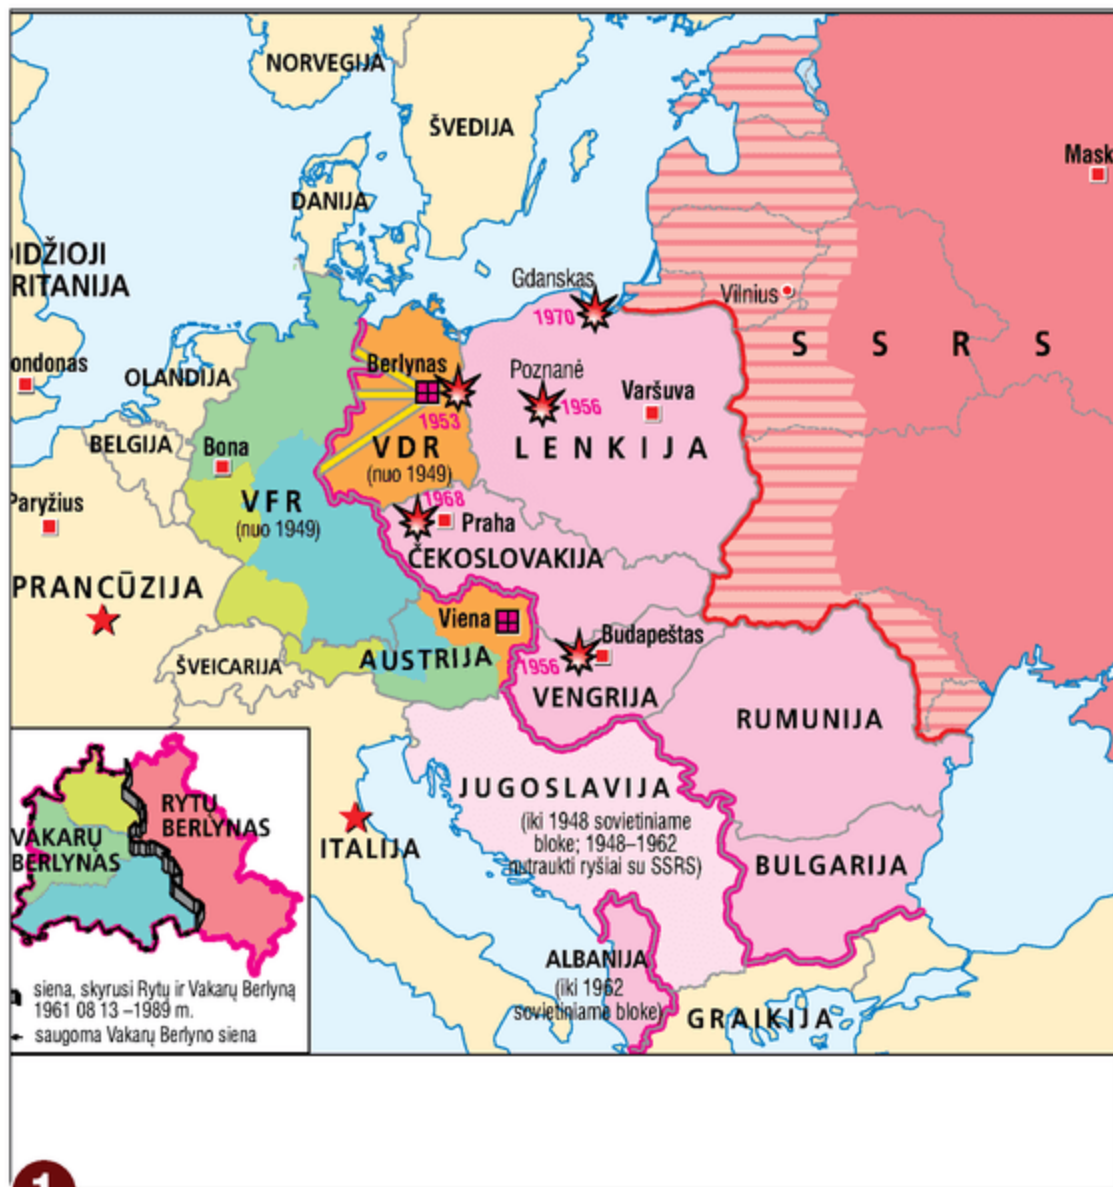 NORVEGIJA
ŠVEDIJA
Mask
DANIJA
IDŽIOJI
RITANIJA
Gdanskas
1970
Vilnius
S S R S
ondonas
OLANDIJA
Berlynas
1953
Poznanė
1956
Varšuva
BELGIJA
Bona
VDR
(nuo 1949)
LENKIJA
Paryžius
VFR
(nuo 1949)
1968
Praha
ČEKOSLOVAKIJA
PRANCŪZIJA
Viena
Budapeštas
1956
ŠVEICARIJA
AUSTRIJA
VENGRIJA
RUMUNIJA
JUGOSLAVIJA
(iki 1948 sovietiniame
bloke; 1948–1962
nutraukti ryšiai su SSRS)
ITALIJA
BULGARIJA
ALBANIJA
(iki 1962
sovietiniame bloke)
GRAIKIJA
RYTŲ
BERLYNAS
VAKARŲ
BERLYNAS
siena, skyrusi Rytų ir Vakarų Berlyną
1961 08 13 –1989 m.
saugoma Vakarų Berlyno siena
1